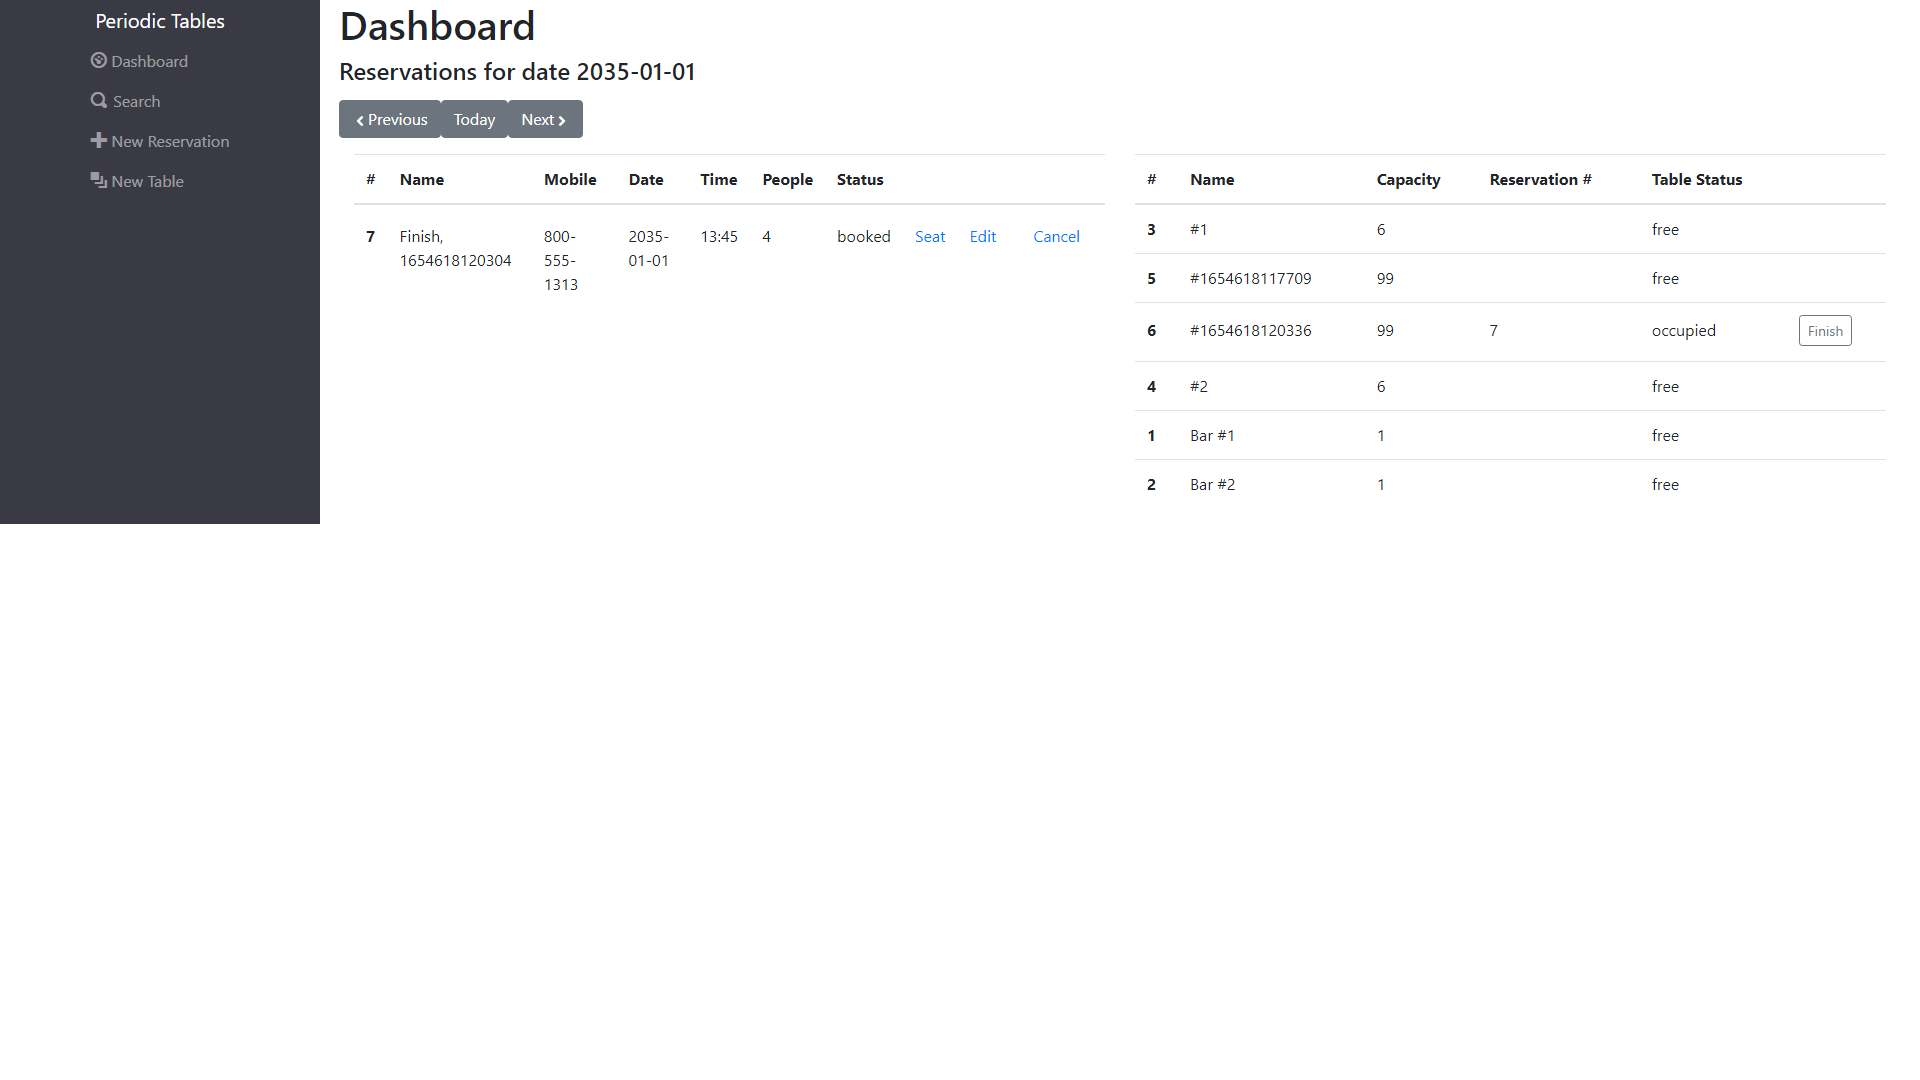 Periodic Tables
Dashboard
Search
New Reservation
New Table
Dashboard
Reservations for date 2035-01-01
Previous Today Next
# Name Mobile Date Time People Status
7 Finish, 1654618120304 800-555-1313 2035-01-01 13:45 4 booked Seat Edit Cancel
# Name Capacity Reservation # Table Status
3 #1 6 free
5 #1654618117709 99 free
6 #1654618120336 99 7 occupied Finish
4 #2 6 free
1 Bar #1 1 free
2 Bar #2 1 free